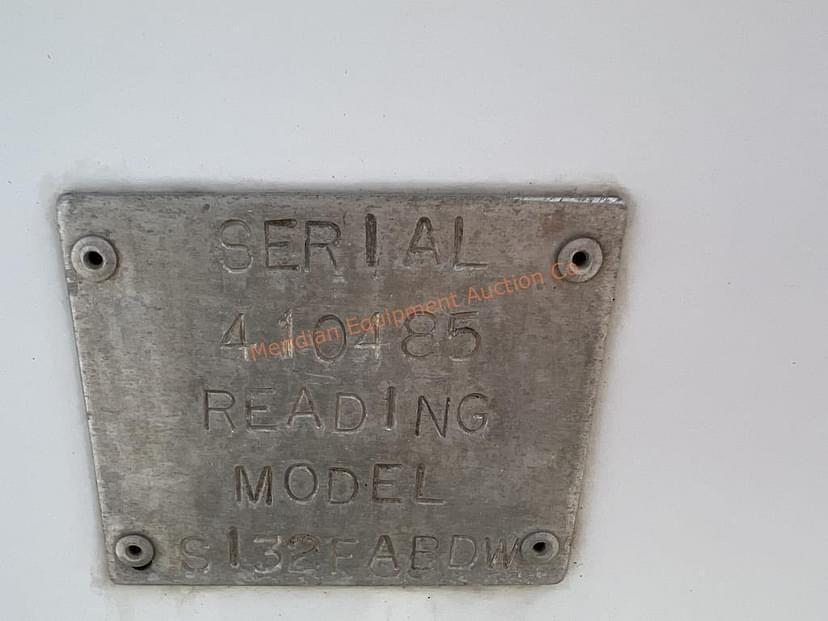 SERIAL
Meridian Equipment Auction Co
410485
READING
MODEL
S132FABDW